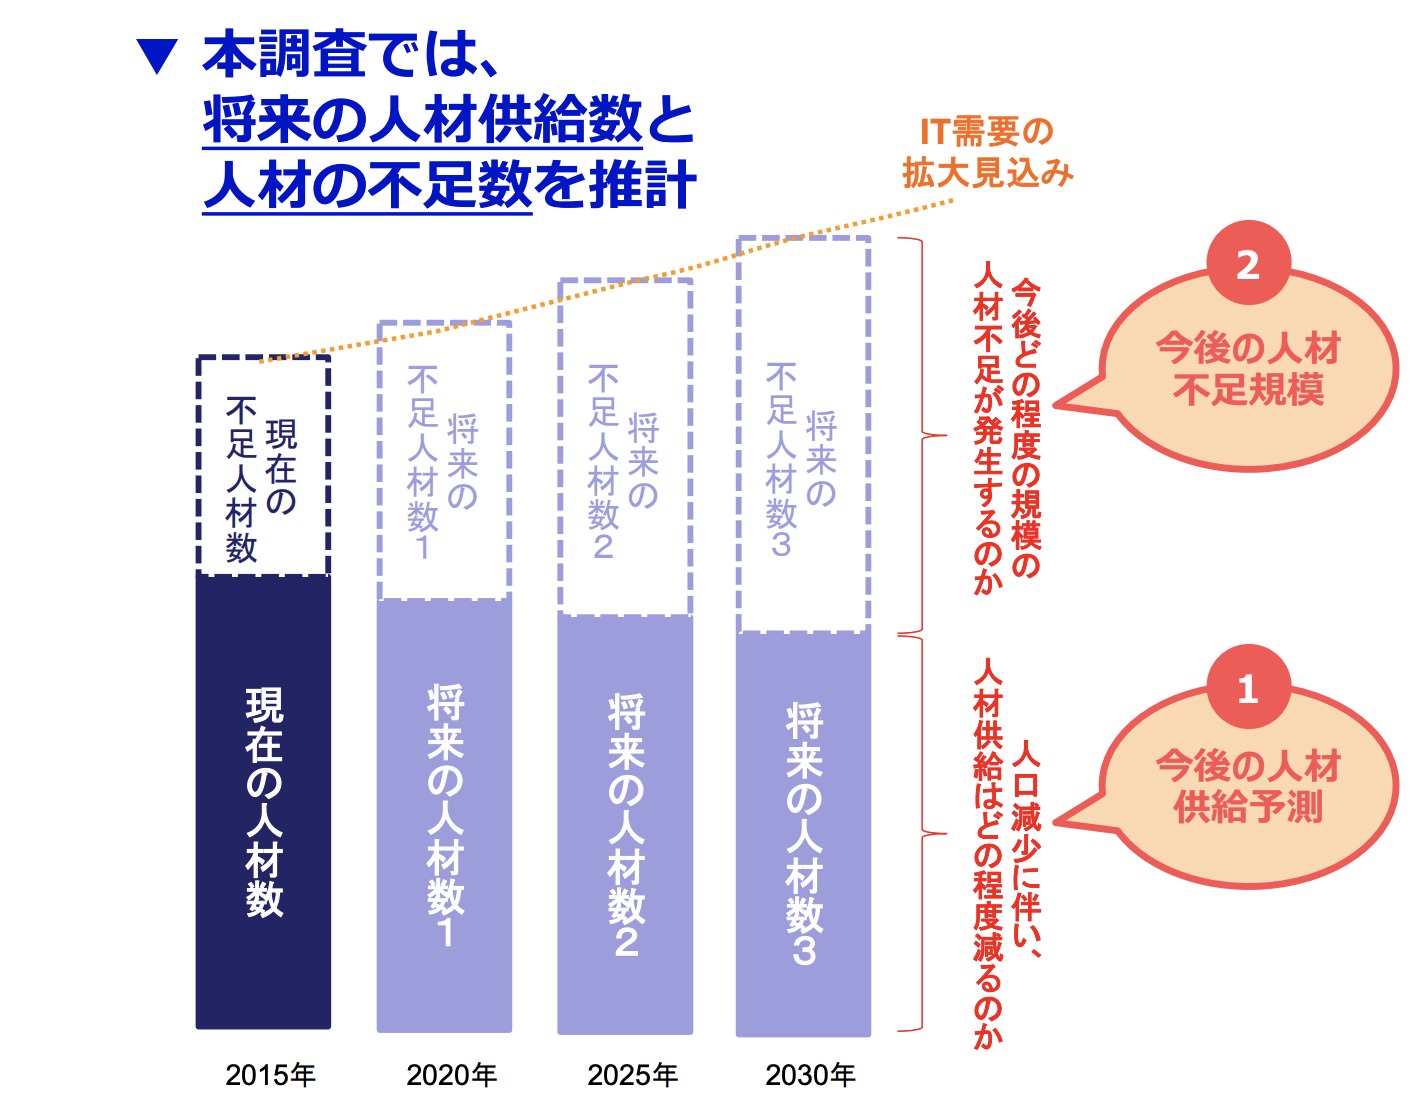 ▼ 本調査では、
将来の人材供給数と
人材の不足数を推計
IT需要の
拡大見込み
現在の
不足人材数
現在の人材数
2015年
将来の
不足人材数1
将来の人材数1
2020年
将来の
不足人材数2
将来の人材数2
2025年
将来の
不足人材数3
将来の人材数3
2030年
今後どの程度の規模の
人材不足が発生するのか
2
今後の人材
不足規模
人口減少に伴い、
人材供給はどの程度減るのか
1
今後の人材
供給予測